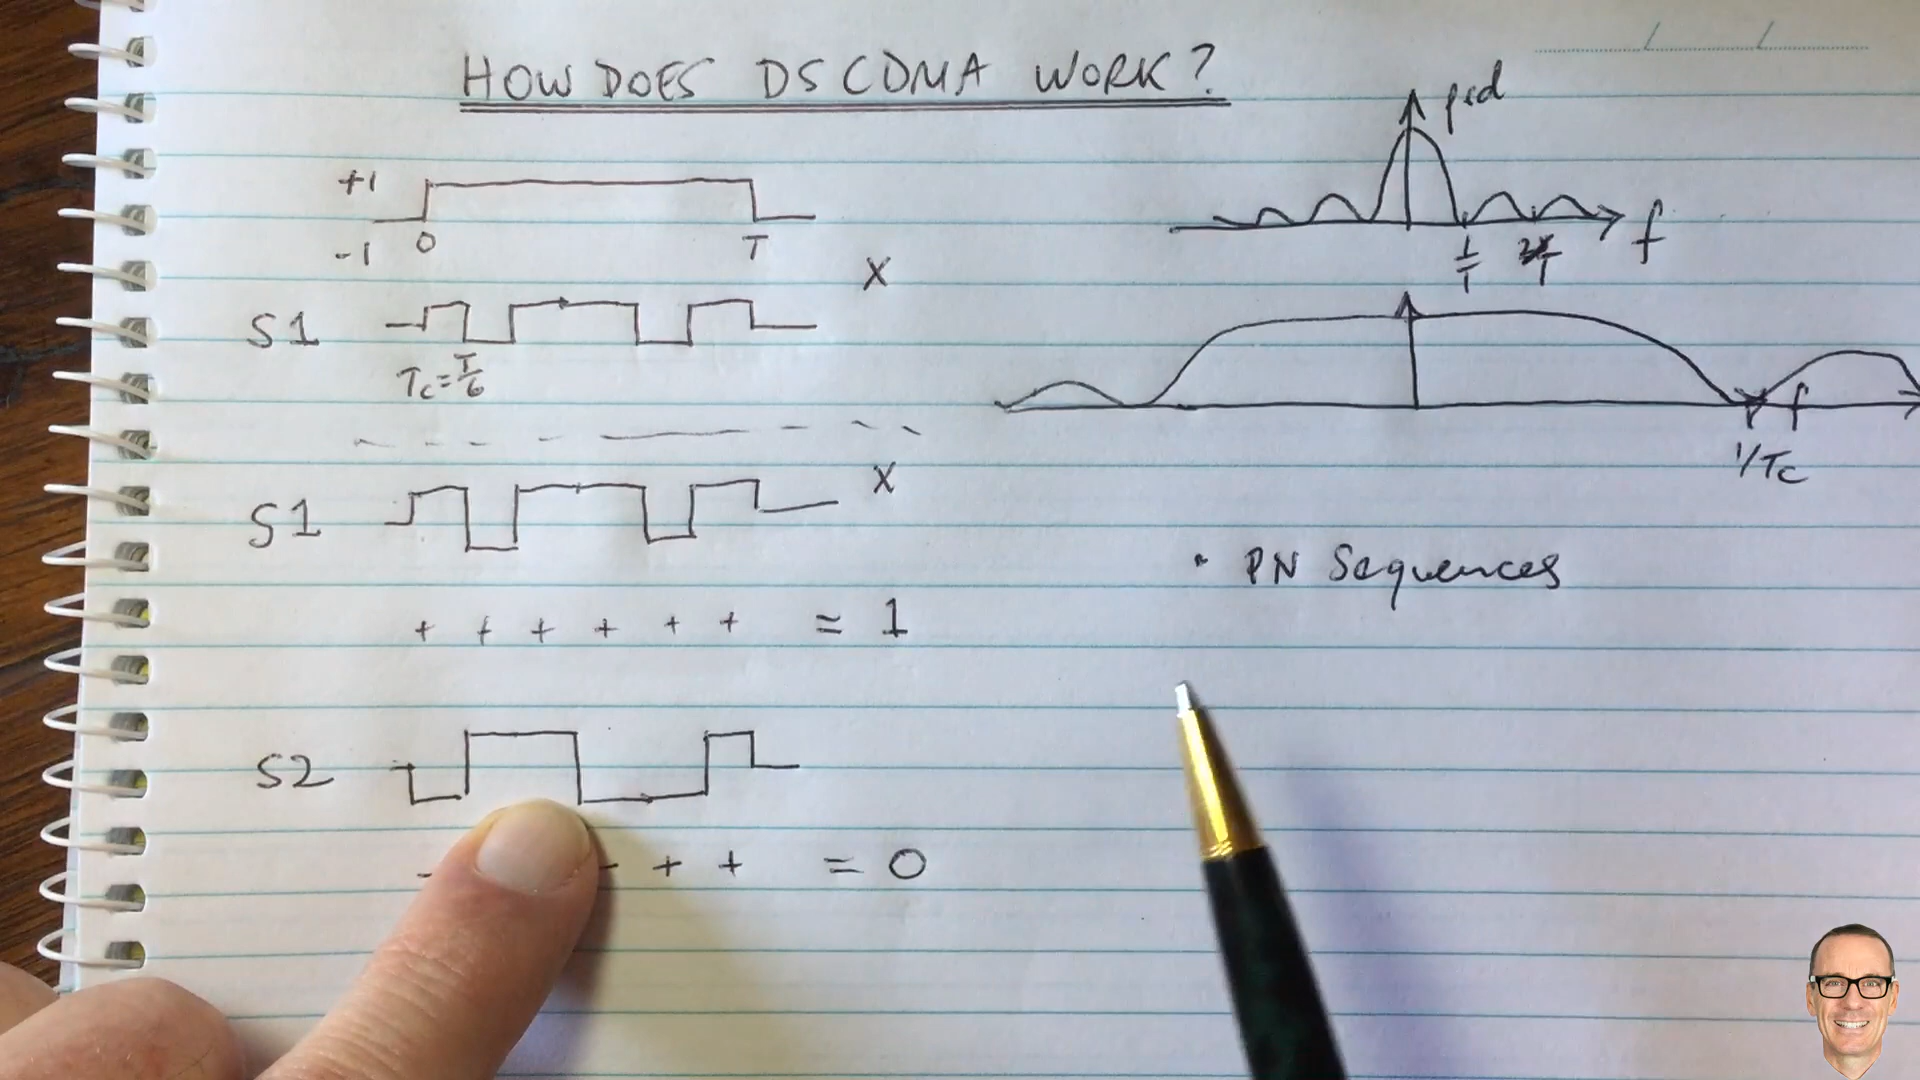 HOW DOES DS CDMA WORK?
psd
+1
-1 0 T
X
1/T 2/T f
S1
Tc = T/6
f
1/Tc
X
S1
• PN Sequences
+ + + + + + = 1
S2
- + + = 0